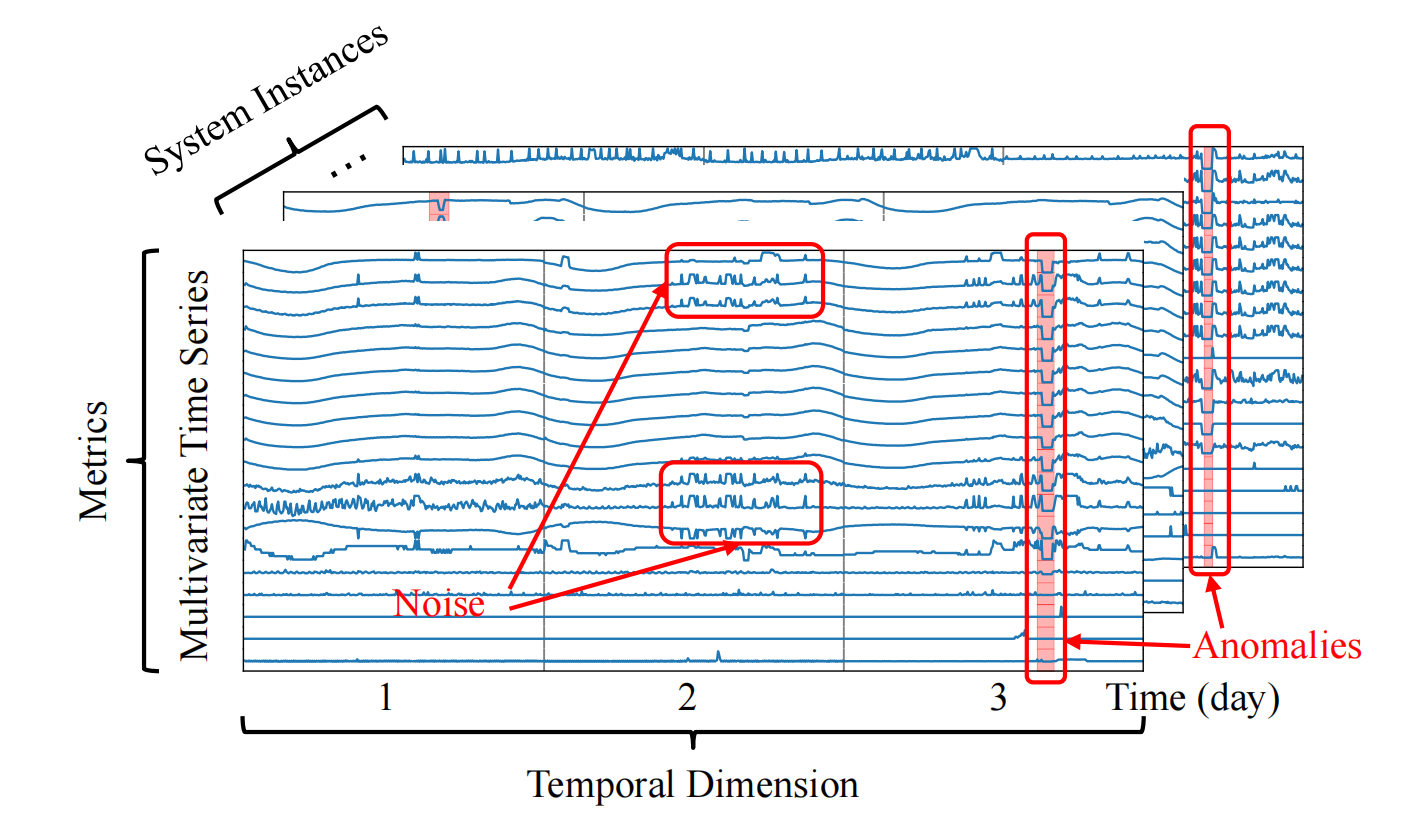 System Instances
...
Metrics
Multivariate Time Series
Noise
Anomalies
1 2 3 Time (day)
Temporal Dimension